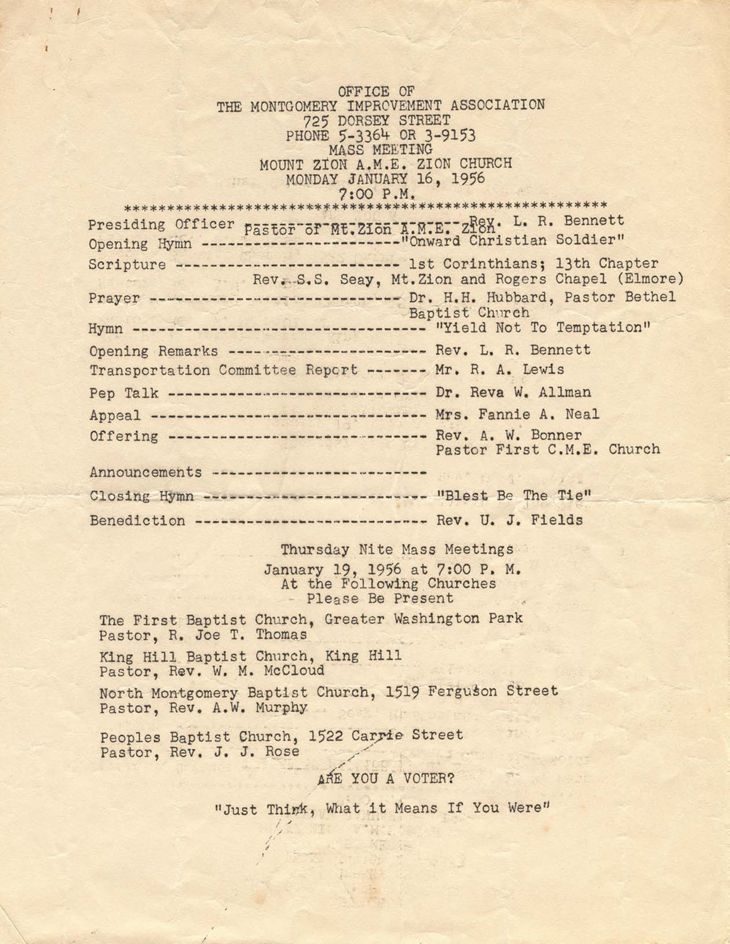 OFFICE OF
THE MONTGOMERY IMPROVEMENT ASSOCIATION
725 DORSEY STREET
PHONE 5-3364 OR 3-9153
MASS MEETING
MOUNT ZION A.M.E. ZION CHURCH
MONDAY JANUARY 16, 1956
7:00 P.M.
********************************************************
Presiding Officer -------------------------- Rev. L. R. Bennett
Pastor of Mt.Zion A.M.E. Zion
Opening Hymn -----------------------"Onward Christian Soldier"
Scripture -------------------------- 1st Corinthians; 13th Chapter
Rev. S.S. Seay, Mt.Zion and Rogers Chapel (Elmore)
Prayer ----------------------------- Dr. H.H. Hubbard, Pastor Bethel
Baptist Church
Hymn ---------------------------------- "Yield Not To Temptation"
Opening Remarks ----------------------- Rev. L. R. Bennett
Transportation Committee Report ------- Mr. R. A. Lewis
Pep Talk ------------------------------ Dr. Reva W. Allman
Appeal -------------------------------- Mrs. Fannie A. Neal
Offering ------------------------------ Rev. A. W. Bonner
Pastor First C.M.E. Church
Announcements -------------------------
Closing Hymn -------------------------- "Blest Be The Tie"
Benediction --------------------------- Rev. U. J. Fields
Thursday Nite Mass Meetings
January 19, 1956 at 7:00 P. M.
At the Following Churches
Please Be Present
The First Baptist Church, Greater Washington Park
Pastor, R. Joe T. Thomas
King Hill Baptist Church, King Hill
Pastor, Rev. W. M. McCloud
North Montgomery Baptist Church, 1519 Ferguson Street
Pastor, Rev. A.W. Murphy
Peoples Baptist Church, 1522 Carrie Street
Pastor, Rev. J. J. Rose
ARE YOU A VOTER?
"Just Think, What it Means If You Were"